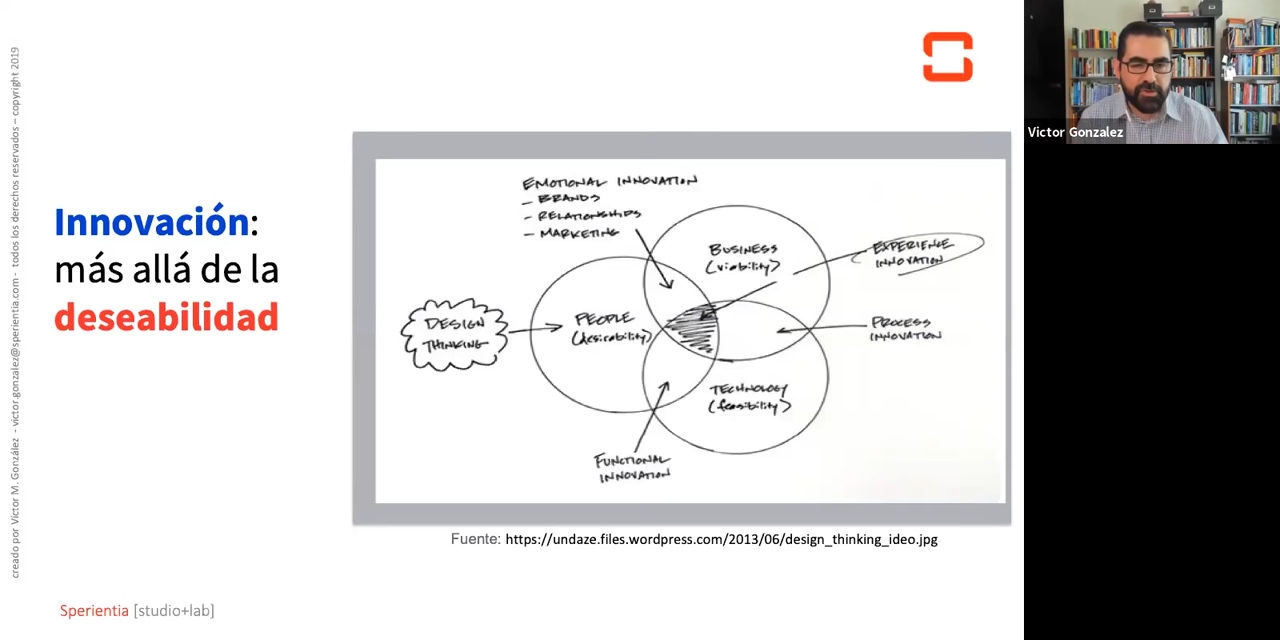 creado por Víctor M. González - victor.gonzalez@sperientia.com - todos los derechos reservados – copyright 2019
Innovación:
más allá de la
deseabilidad
EMOTIONAL INNOVATION
- BRANDS
- RELATIONSHIPS
- MARKETING
BUSINESS
(viability)
EXPERIENCE
INNOVATION
DESIGN
THINKING
PEOPLE
(desirability)
PROCESS
INNOVATION
TECHNOLOGY
(feasibility)
FUNCTIONAL
INNOVATION
Fuente: https://undaze.files.wordpress.com/2013/06/design_thinking_ideo.jpg
Sperientia [studio+lab]
Victor Gonzalez